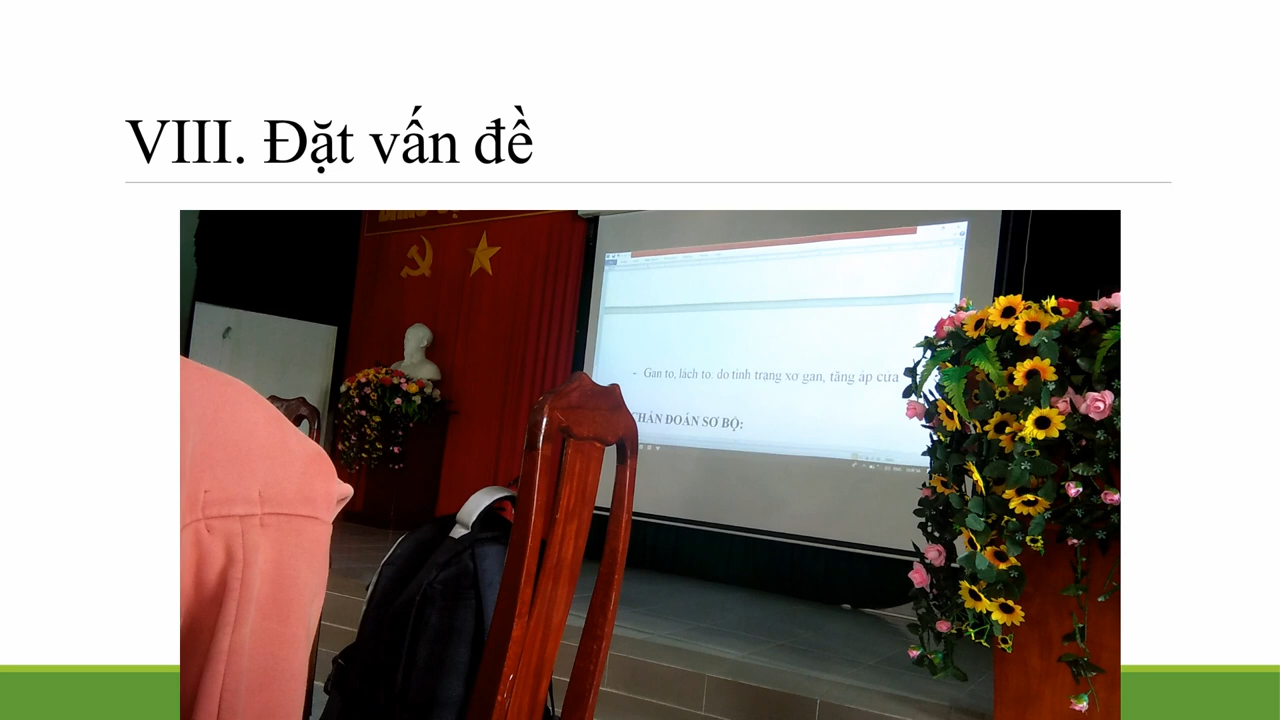 VIII. Đặt vấn đề
- Gan to, lách to: do tình trạng xơ gan, tăng áp cửa
CHẨN ĐOÁN SƠ BỘ: